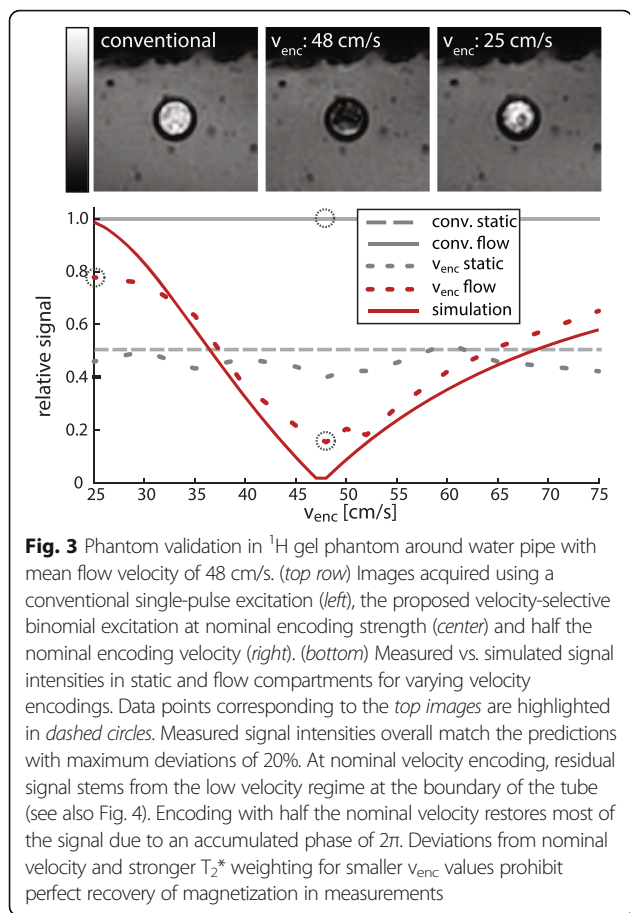 conventional
v_enc: 48 cm/s
v_enc: 25 cm/s
1.0
0.8
0.6
0.4
0.2
0
relative signal
conv. static
conv. flow
v_enc static
v_enc flow
simulation
25 30 35 40 45 50 55 60 65 70 75
v_enc [cm/s]
Fig. 3 Phantom validation in ¹H gel phantom around water pipe with
mean flow velocity of 48 cm/s. (top row) Images acquired using a
conventional single-pulse excitation (left), the proposed velocity-selective
binomial excitation at nominal encoding strength (center) and half the
nominal encoding velocity (right). (bottom) Measured vs. simulated signal
intensities in static and flow compartments for varying velocity
encodings. Data points corresponding to the top images are highlighted
in dashed circles. Measured signal intensities overall match the predictions
with maximum deviations of 20%. At nominal velocity encoding, residual
signal stems from the low velocity regime at the boundary of the tube
(see also Fig. 4). Encoding with half the nominal velocity restores most of
the signal due to an accumulated phase of 2π. Deviations from nominal
velocity and stronger T₂* weighting for smaller v_enc values prohibit
perfect recovery of magnetization in measurements